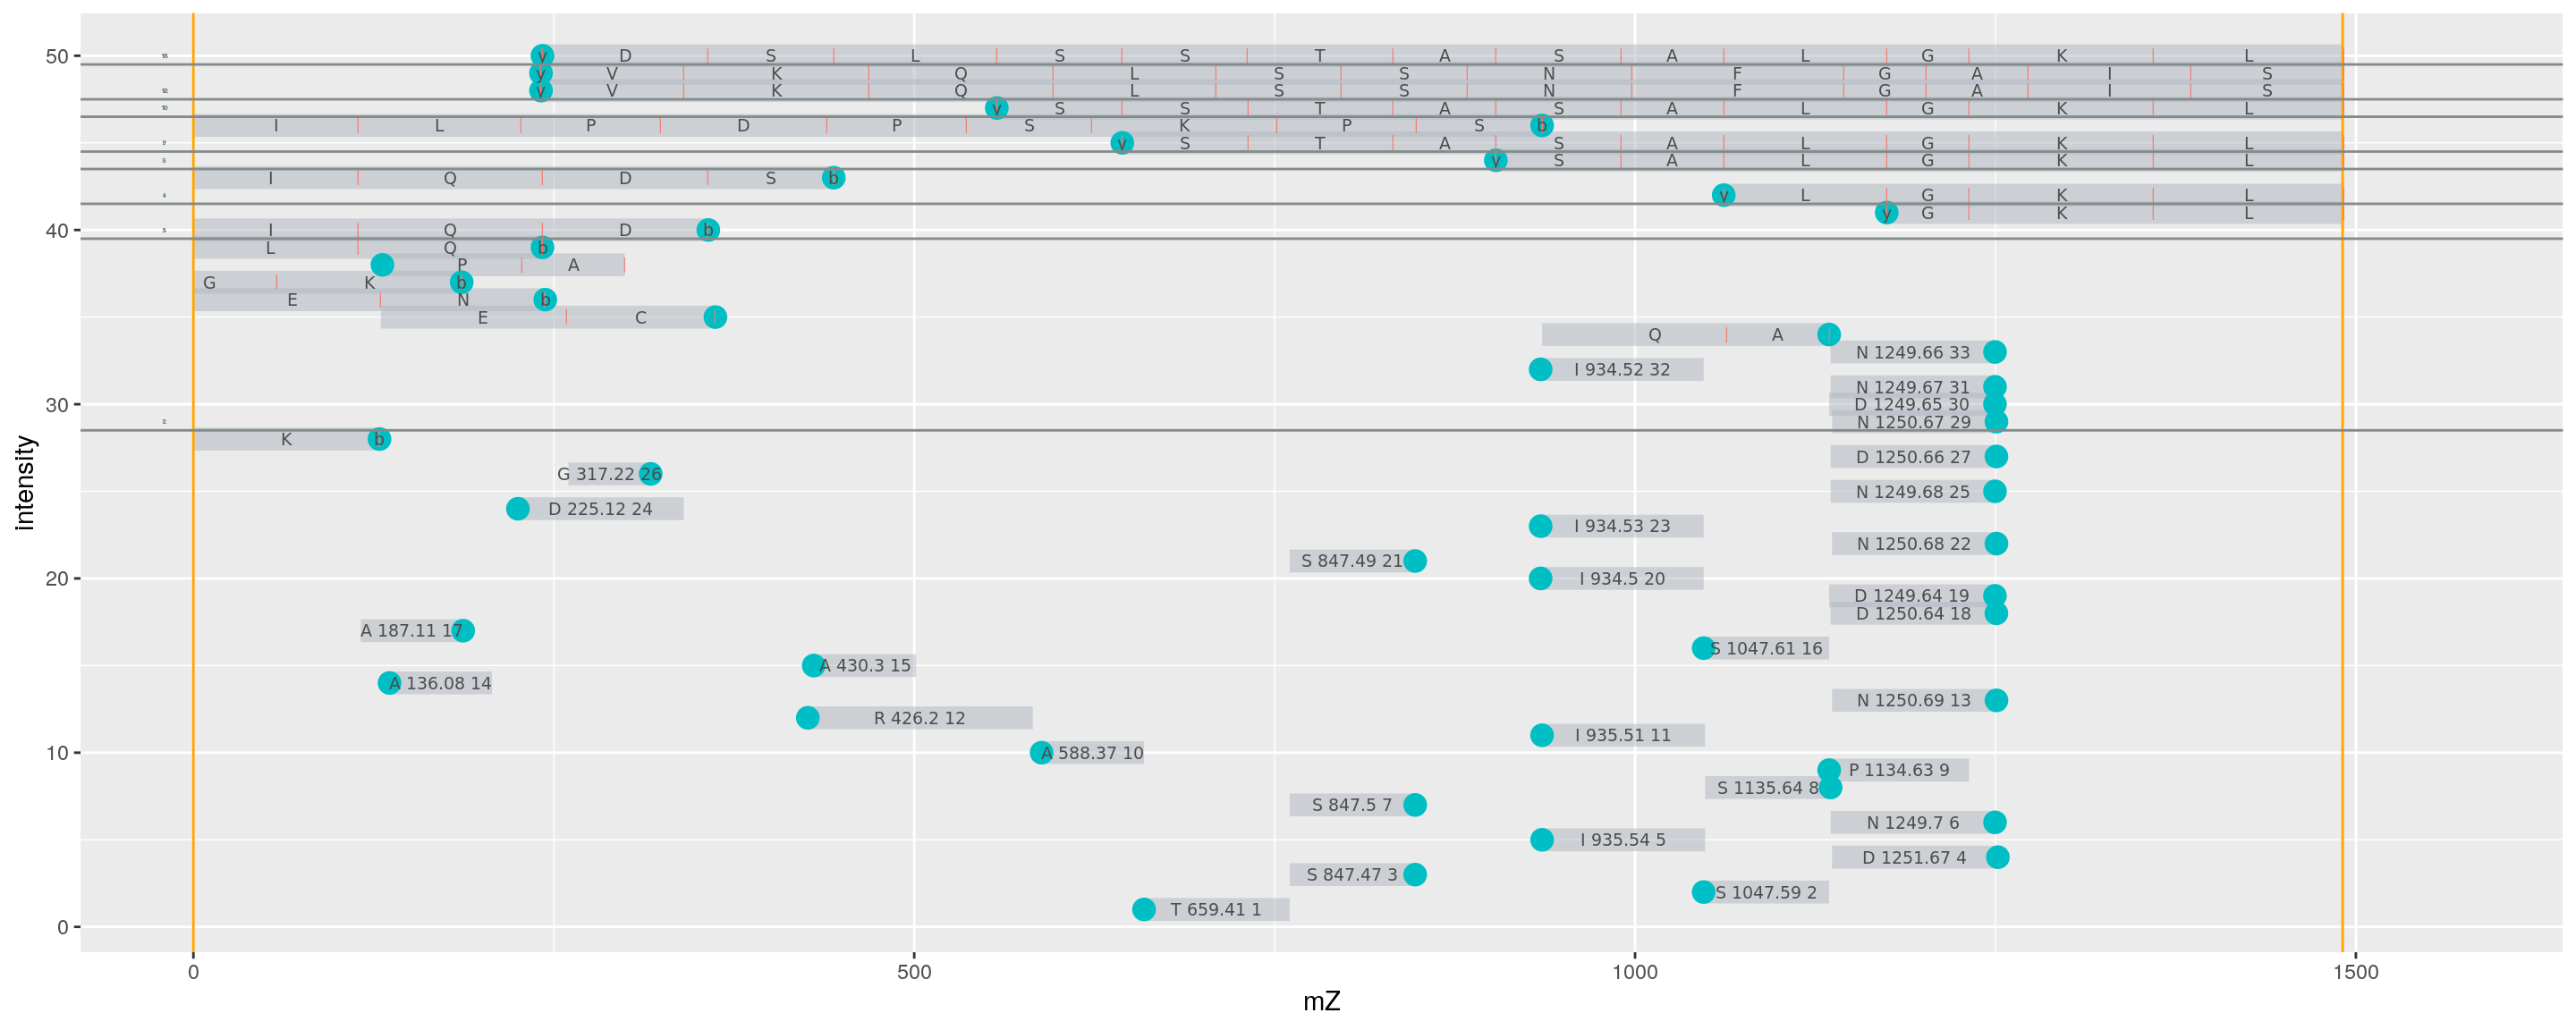 50 y D S L S S T A S A L G K L
y V K Q L S S N F G A I S
y V K Q L S S N F G A I S
y S S T A S A L G K L
I L P D P S K P S b
y S T A S A L G K L
y S A L G K L
I Q D S b
y L G K L
y G K L
40 I Q D b
L Q b
P A
G K b
E N b
E C
Q A
N 1249.66 33
I 934.52 32
N 1249.67 31
30 D 1249.65 30
N 1250.67 29
K b
D 1250.66 27
G 317.22 26
N 1249.68 25
D 225.12 24
I 934.53 23
N 1250.68 22
S 847.49 21
20 I 934.5 20
D 1249.64 19
D 1250.64 18
A 187.11 17
S 1047.61 16
A 430.3 15
A 136.08 14
N 1250.69 13
R 426.2 12
I 935.51 11
10 A 588.37 10
P 1134.63 9
S 1135.64 8
S 847.5 7
N 1249.7 6
I 935.54 5
D 1251.67 4
S 847.47 3
S 1047.59 2
T 659.41 1
0
intensity
0 500 1000 1500
mZ